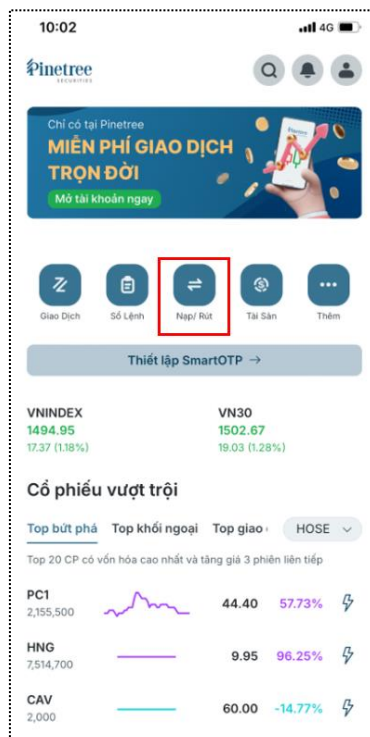 10:02
4G
Pinetree
SECURITIES
Chỉ có tại Pinetree
MIỄN PHÍ GIAO DỊCH
TRỌN ĐỜI
Mở tài khoản ngay
Giao Dịch Sổ Lệnh Nạp/ Rút Tài Sản Thêm
Thiết lập SmartOTP →
VNINDEX VN30
1494.95 1502.67
17.37 (1.18%) 19.03 (1.28%)
Cổ phiếu vượt trội
Top bứt phá Top khối ngoại Top giao HOSE
Top 20 CP có vốn hóa cao nhất và tăng giá 3 phiên liên tiếp
PC1 44.40 57.73%
2,155,500
HNG 9.95 96.25%
7,514,700
CAV 60.00 -14.77%
2,000